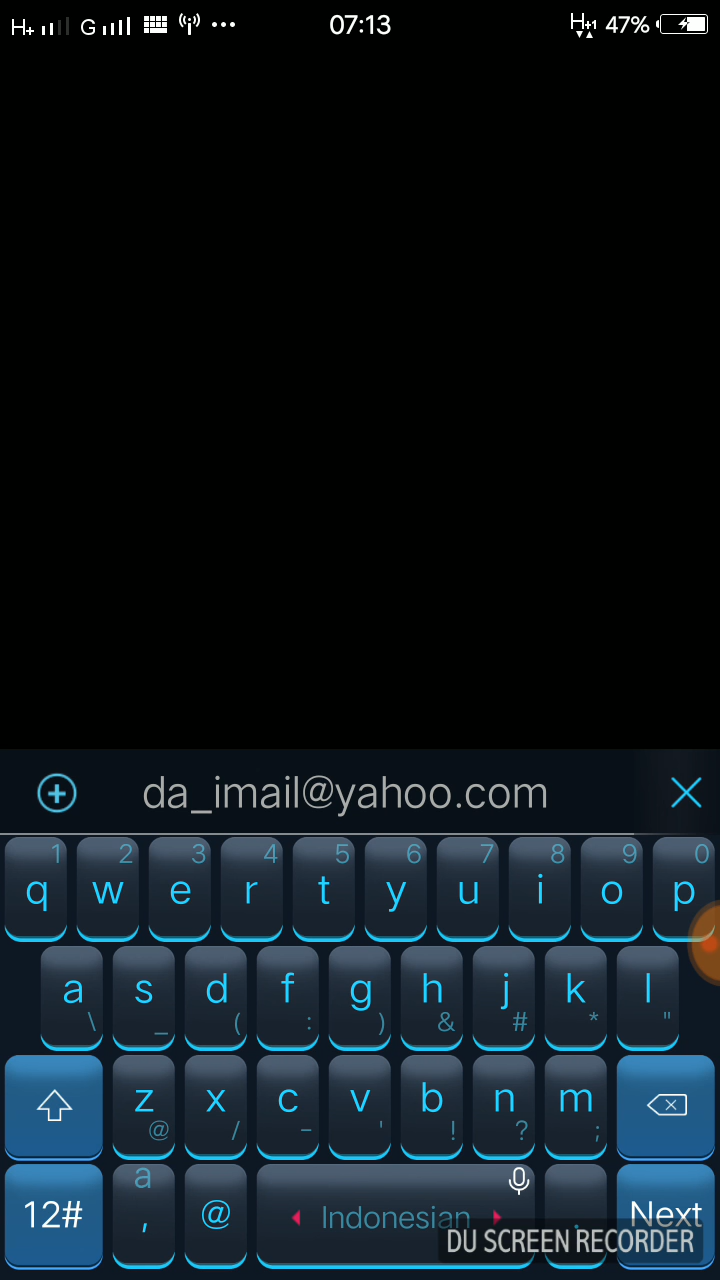 H+ G 07:13 H+1 47%
da_imail@yahoo.com
1 2 3 4 5 6 7 8 9 0
q w e r t y u i o p
a s d f g h j k l
\ _ ( : ) & # * "
z x c v b n m
@ / - ' ! ? ;
12# a , @ Indonesian . Next
DU SCREEN RECORDER